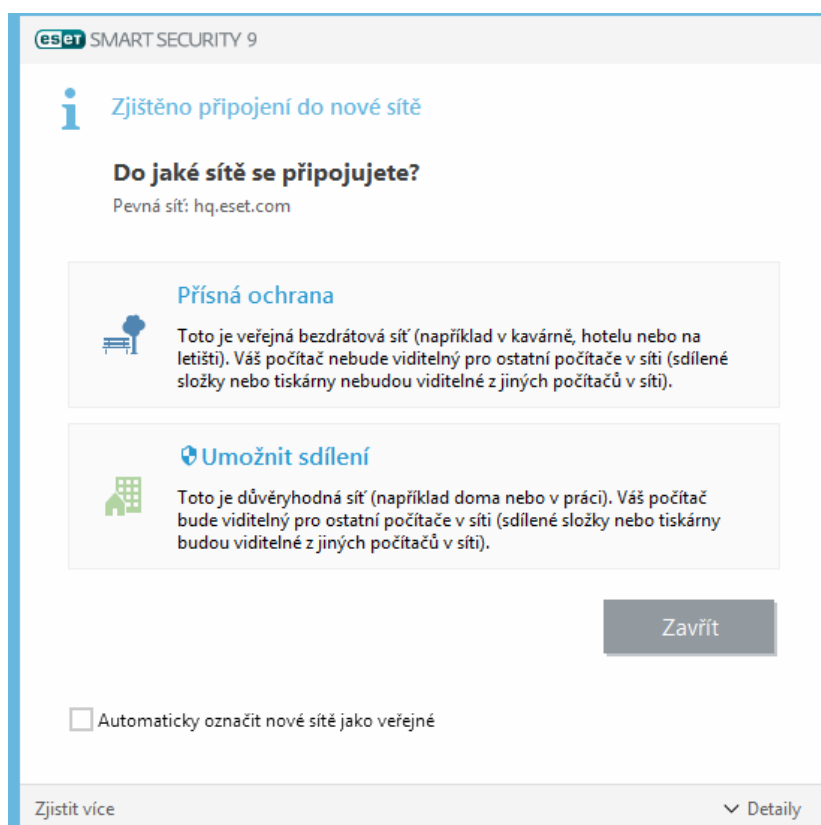 eset SMART SECURITY 9
Zjištěno připojení do nové sítě
Do jaké sítě se připojujete?
Pevná síť: hq.eset.com
Přísná ochrana
Toto je veřejná bezdrátová síť (například v kavárně, hotelu nebo na
letišti). Váš počítač nebude viditelný pro ostatní počítače v síti (sdílené
složky nebo tiskárny nebudou viditelné z jiných počítačů v síti).
Umožnit sdílení
Toto je důvěryhodná síť (například doma nebo v práci). Váš počítač
bude viditelný pro ostatní počítače v síti (sdílené složky nebo tiskárny
budou viditelné z jiných počítačů v síti).
Zavřít
Automaticky označit nové sítě jako veřejné
Zjistit více
Detaily